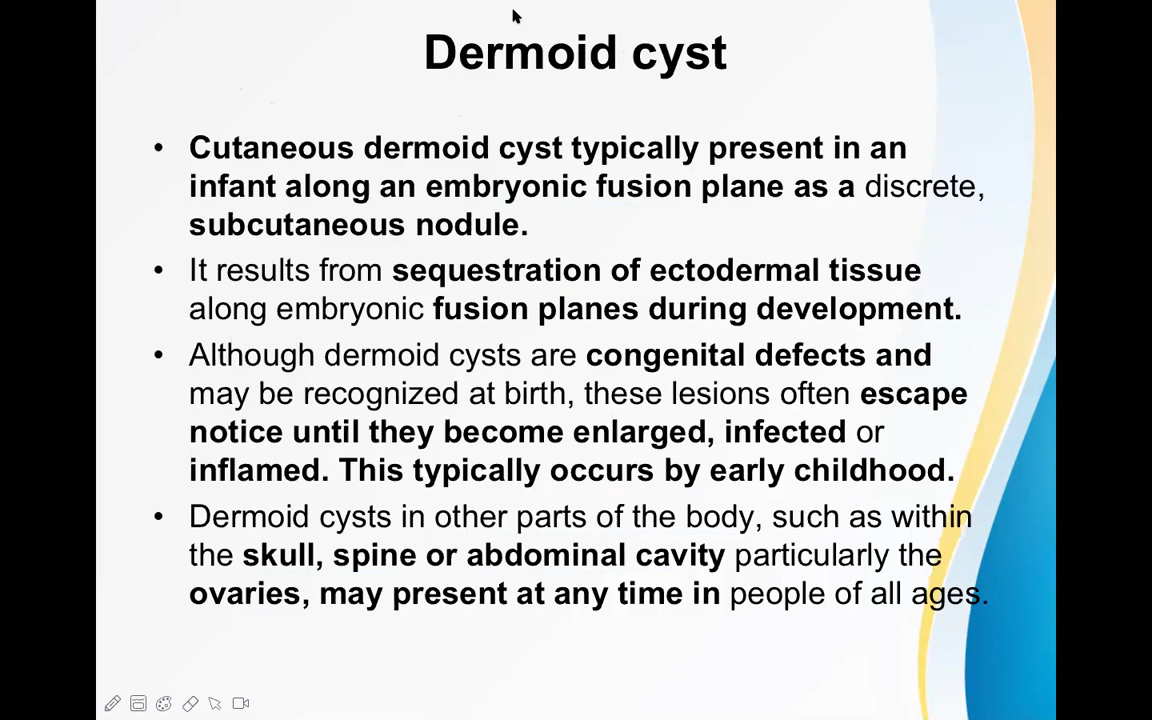 Dermoid cyst
• Cutaneous dermoid cyst typically present in an
infant along an embryonic fusion plane as a discrete,
subcutaneous nodule.
• It results from sequestration of ectodermal tissue
along embryonic fusion planes during development.
• Although dermoid cysts are congenital defects and
may be recognized at birth, these lesions often escape
notice until they become enlarged, infected or
inflamed. This typically occurs by early childhood.
• Dermoid cysts in other parts of the body, such as within
the skull, spine or abdominal cavity particularly the
ovaries, may present at any time in people of all ages.